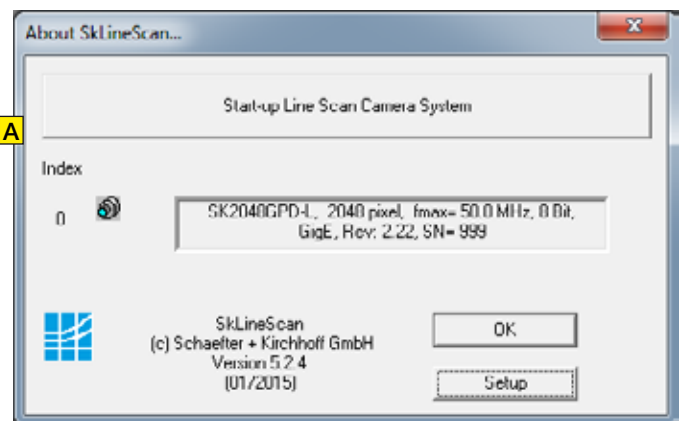 About SkLineScan...
Start-up Line Scan Camera System
A
Index
0
SK2048GPD-L, 2048 pixel, fmax= 50.0 MHz, 8 Bit,
GigE, Rev: 2.22, SN= 999
SkLineScan
(c) Schaefter + Kirchhoff GmbH
Version 5.2.4
(01/2015)
OK
Setup